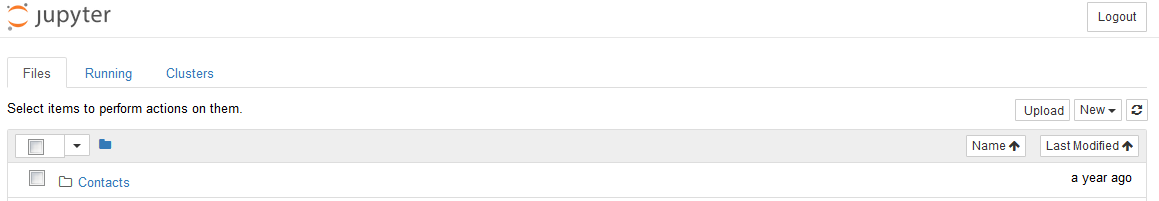 jupyter
Logout
Files Running Clusters
Select items to perform actions on them.
Upload New
Name Last Modified
Contacts a year ago